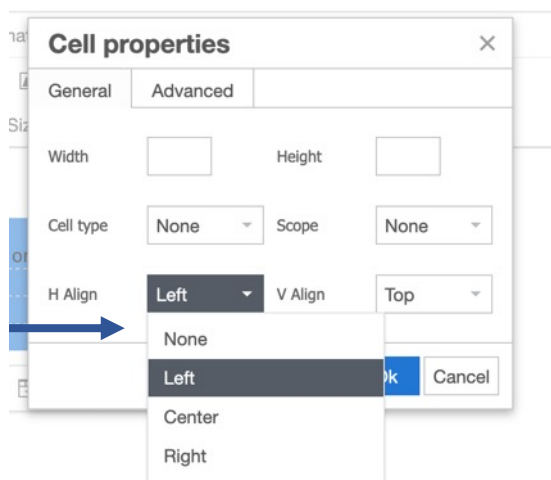 Cell properties
General Advanced
Width Height
Cell type None Scope None
H Align Left V Align Top
None
Left
Cancel
Center
Right